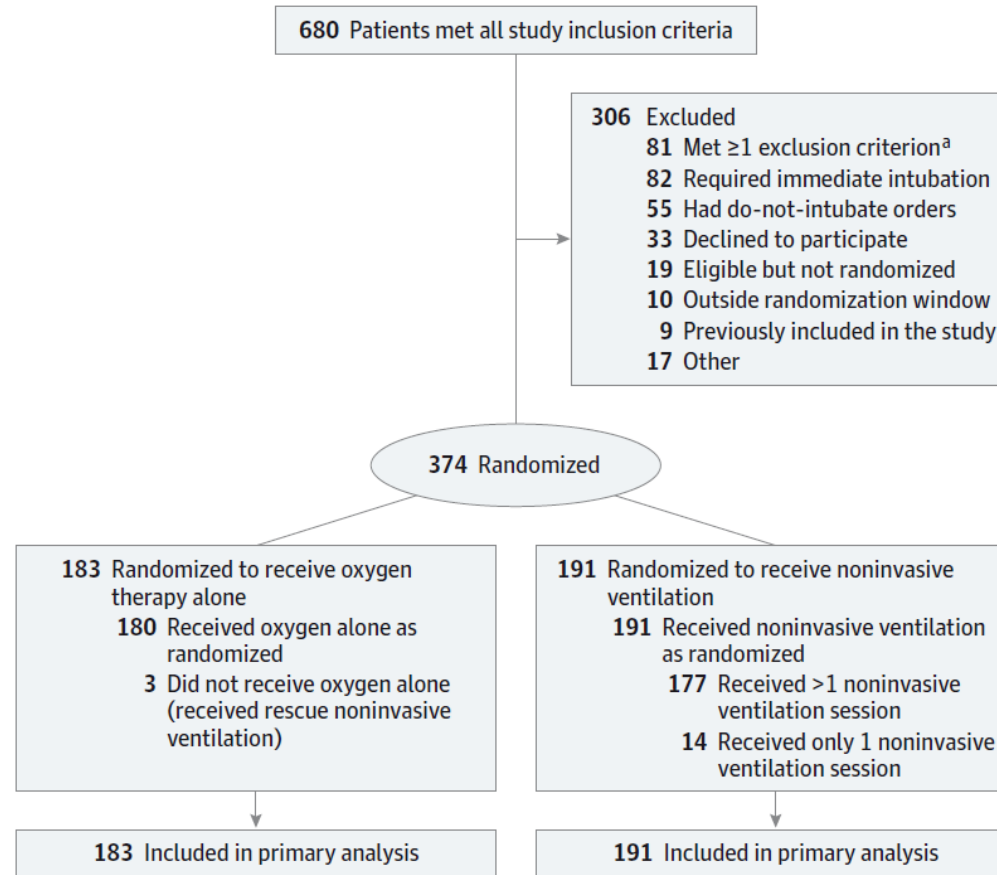 680 Patients met all study inclusion criteria
306 Excluded
81 Met ≥1 exclusion criterionª
82 Required immediate intubation
55 Had do-not-intubate orders
33 Declined to participate
19 Eligible but not randomized
10 Outside randomization window
9 Previously included in the study
17 Other
374 Randomized
183 Randomized to receive oxygen
therapy alone
180 Received oxygen alone as
randomized
3 Did not receive oxygen alone
(received rescue noninvasive
ventilation)
191 Randomized to receive noninvasive
ventilation
191 Received noninvasive ventilation
as randomized
177 Received >1 noninvasive
ventilation session
14 Received only 1 noninvasive
ventilation session
183 Included in primary analysis
191 Included in primary analysis